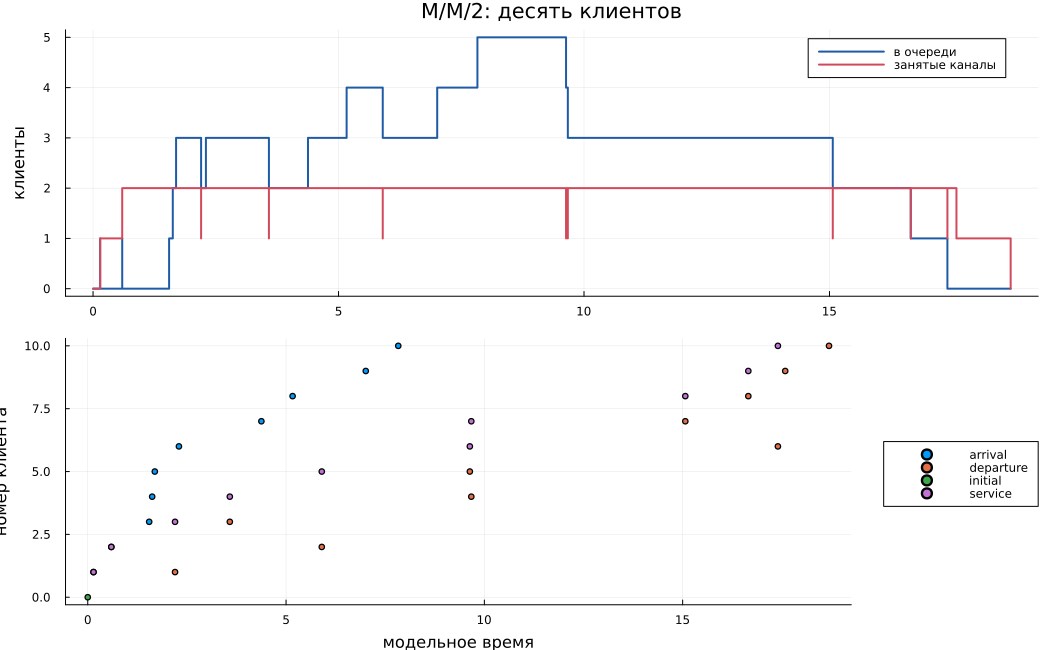 M/M/2: десять клиентов
5
4
3
2
1
0
клиенты
в очереди
занятые каналы
0
5
10
15
10.0
7.5
5.0
2.5
0.0
номер клиента
arrival
departure
initial
service
0
5
10
15
модельное время